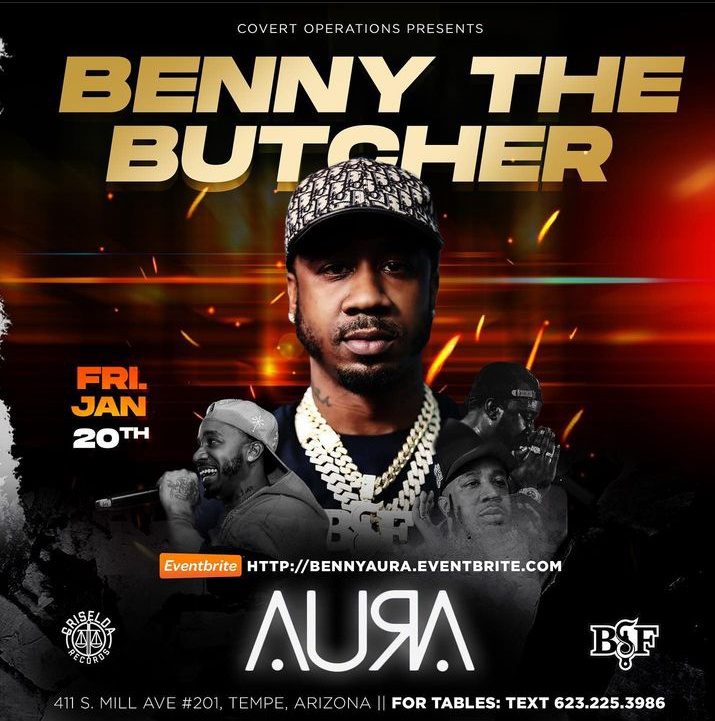 COVERT OPERATIONS PRESENTS
BENNY THE
BUTCHER
FRI.
JAN
20TH
BSF
Eventbrite HTTP://BENNYAURA.EVENTBRITE.COM
AURA
GRISELDA
RECORDS
BSF
411 S. MILL AVE #201, TEMPE, ARIZONA || FOR TABLES: TEXT 623.225.3986